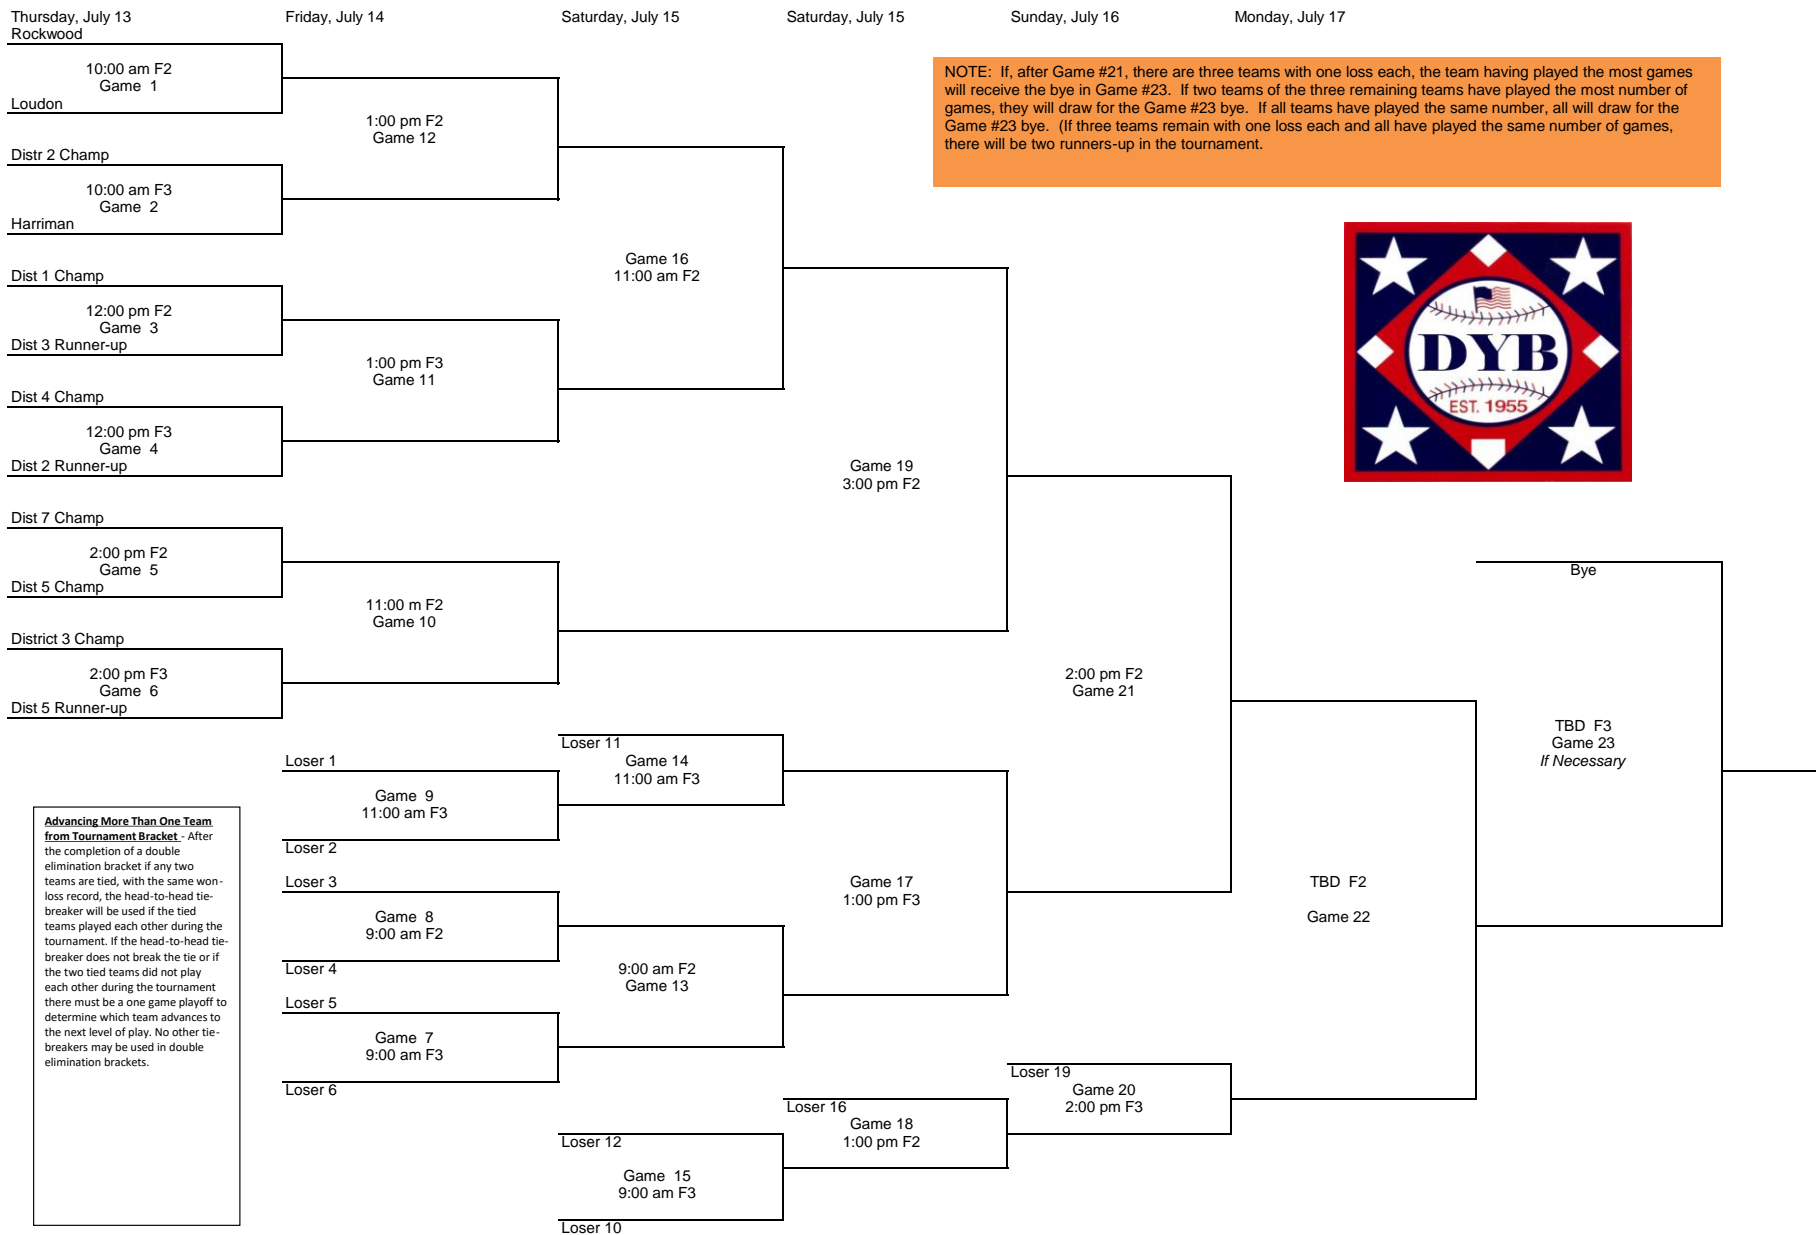 Thursday, July 13
Friday, July 14
Saturday, July 15
Saturday, July 15
Sunday, July 16
Monday, July 17
Rockwood
10:00 am F2
Game 1
Loudon
Distr 2 Champ
10:00 am F3
Game 2
Harriman
Dist 1 Champ
12:00 pm F2
Game 3
Dist 3 Runner-up
Dist 4 Champ
12:00 pm F3
Game 4
Dist 2 Runner-up
Dist 7 Champ
2:00 pm F2
Game 5
Dist 5 Champ
District 3 Champ
2:00 pm F3
Game 6
Dist 5 Runner-up
Advancing More Than One Team
from Tournament Bracket - After
the completion of a double
elimination bracket if any two
teams are tied, with the same won-
loss record, the head-to-head tie-
breaker will be used if the tied
teams played each other during the
tournament. If the head-to-head tie-
breaker does not break the tie or if
the two tied teams did not play
each other during the tournament
there must be a one game playoff to
determine which team advances to
the next level of play. No other tie-
breakers may be used in double
elimination brackets.
1:00 pm F2
Game 12
1:00 pm F3
Game 11
11:00 m F2
Game 10
Loser 1
Game 9
11:00 am F3
Loser 2
Loser 3
Game 8
9:00 am F2
Loser 4
Loser 5
Game 7
9:00 am F3
Loser 6
Game 16
11:00 am F2
Loser 11
Game 14
11:00 am F3
9:00 am F2
Game 13
Loser 12
Game 15
9:00 am F3
Loser 10
Game 19
3:00 pm F2
Game 17
1:00 pm F3
Loser 16
Game 18
1:00 pm F2
2:00 pm F2
Game 21
Loser 19
Game 20
2:00 pm F3
NOTE: If, after Game #21, there are three teams with one loss each, the team having played the most games
will receive the bye in Game #23. If two teams of the three remaining teams have played the most number of
games, they will draw for the Game #23 bye. If all teams have played the same number, all will draw for the
Game #23 bye. (If three teams remain with one loss each and all have played the same number of games,
there will be two runners-up in the tournament.
DYB
EST. 1955
TBD F2
Game 22
Bye
TBD F3
Game 23
If Necessary